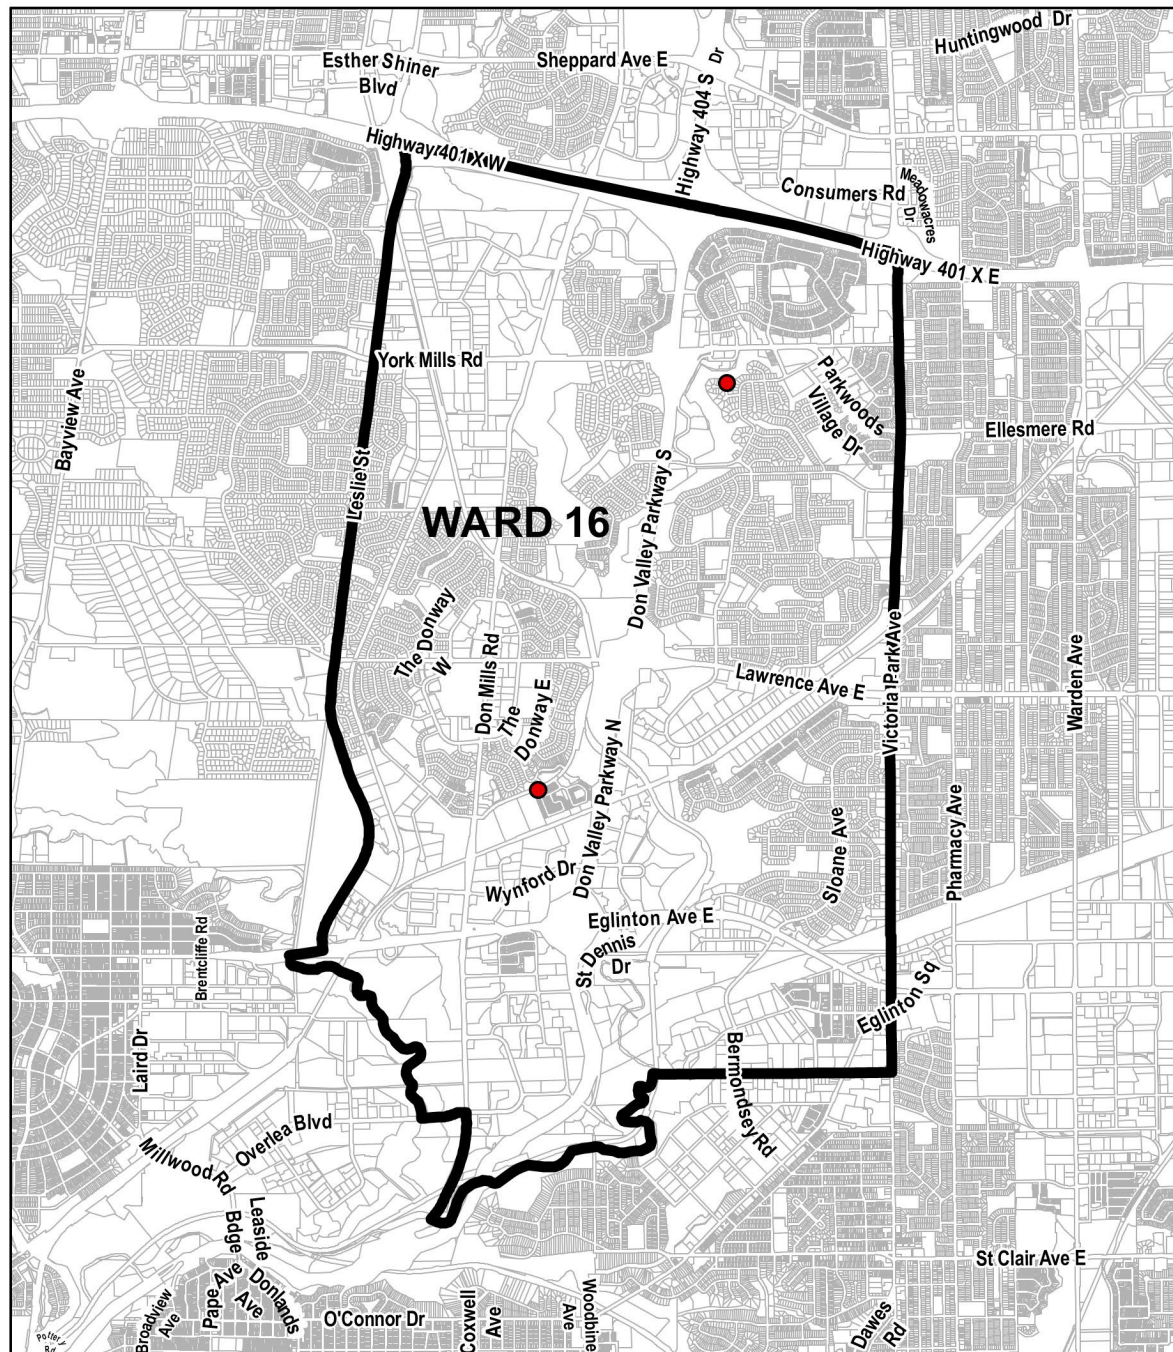 Huntingwood Dr
Esther Shiner
Blvd
Sheppard Ave E
Highway 404 S Dr
Highway 401 X W
Consumers Rd
Meadowacres
Dr
Highway 401 X E
York Mills Rd
Parkwoods
Village Dr
Bayview Ave
Ellesmere Rd
Leslie St
WARD 16
Don Valley Parkway S
The Donway
W
Don Mills Rd
The
Donway E
Lawrence Ave E
Victoria Park Ave
Warden Ave
Don Valley Parkway N
Sloane Ave
Pharmacy Ave
Wynford Dr
Eglinton Ave E
Brentcliffe Rd
St Dennis
Dr
Eglinton Sq
Laird Dr
Bermondsey Rd
Overlea Blvd
Millwood Rd
Leaside
Bdge
St Clair Ave E
Broadview
Ave
Pape Ave
Donlands
Ave
O'Connor Dr
Coxwell
Ave
Woodbine
Ave
Dawes
Rd
Pottery
Rd